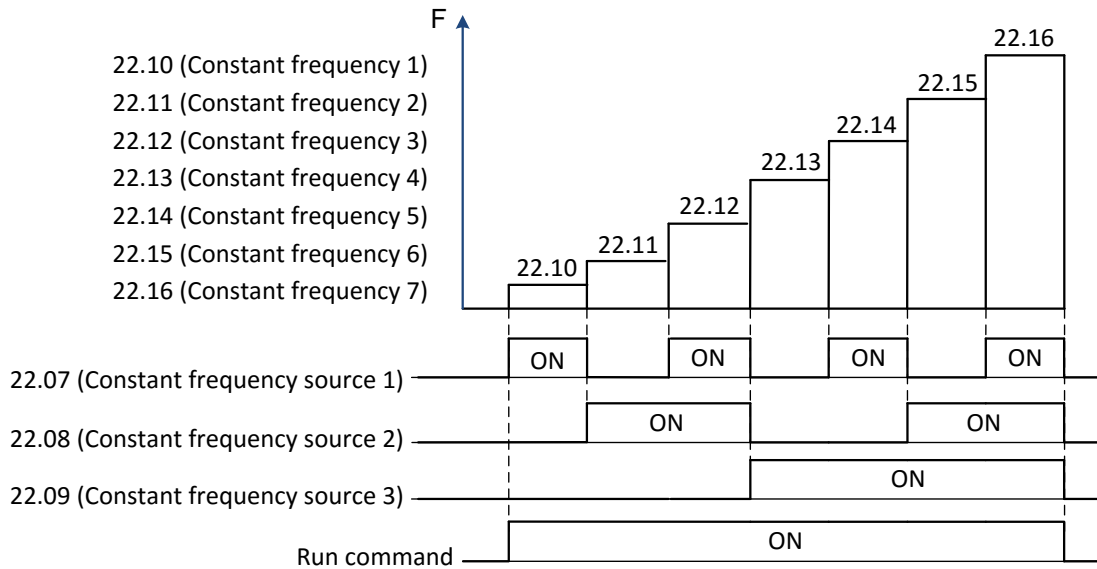 F
22.10 (Constant frequency 1)
22.11 (Constant frequency 2)
22.12 (Constant frequency 3)
22.13 (Constant frequency 4)
22.14 (Constant frequency 5)
22.15 (Constant frequency 6)
22.16 (Constant frequency 7)
22.10
22.11
22.12
22.13
22.14
22.15
22.16
22.07 (Constant frequency source 1)
ON
ON
ON
ON
22.08 (Constant frequency source 2)
ON
ON
22.09 (Constant frequency source 3)
ON
Run command
ON